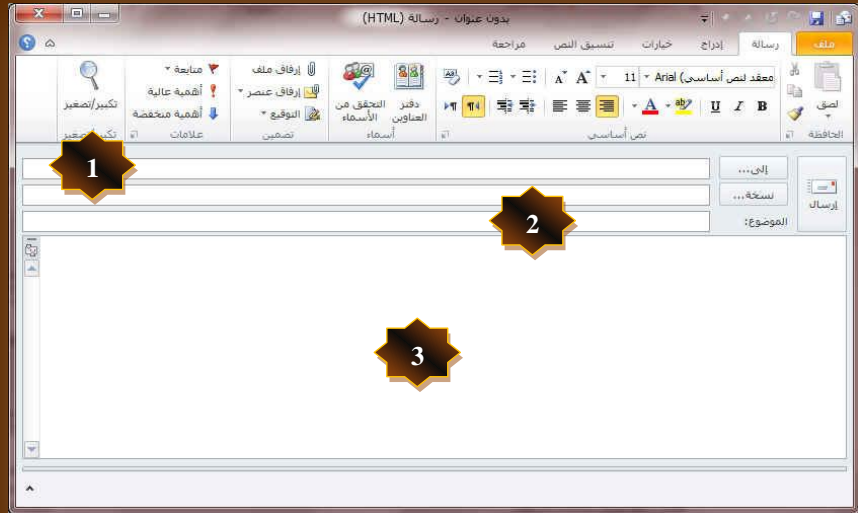 بدون عنوان - رسالة (HTML)
ملف رسالة إدراج خيارات تنسيق النص مراجعة
لصق
الحافظة
معقد لنص أساسي) Arial 11
B I U
نص أساسي
دفتر العناوين
التحقق من الأسماء
أسماء
إرفاق ملف
إرفاق عنصر
التوقيع
تضمين
متابعة
أهمية عالية
أهمية منخفضة
علامات
تكبير/تصغير
تكبير/تصغير
1
إرسال
إلى...
نسخة...
2
الموضوع:
3